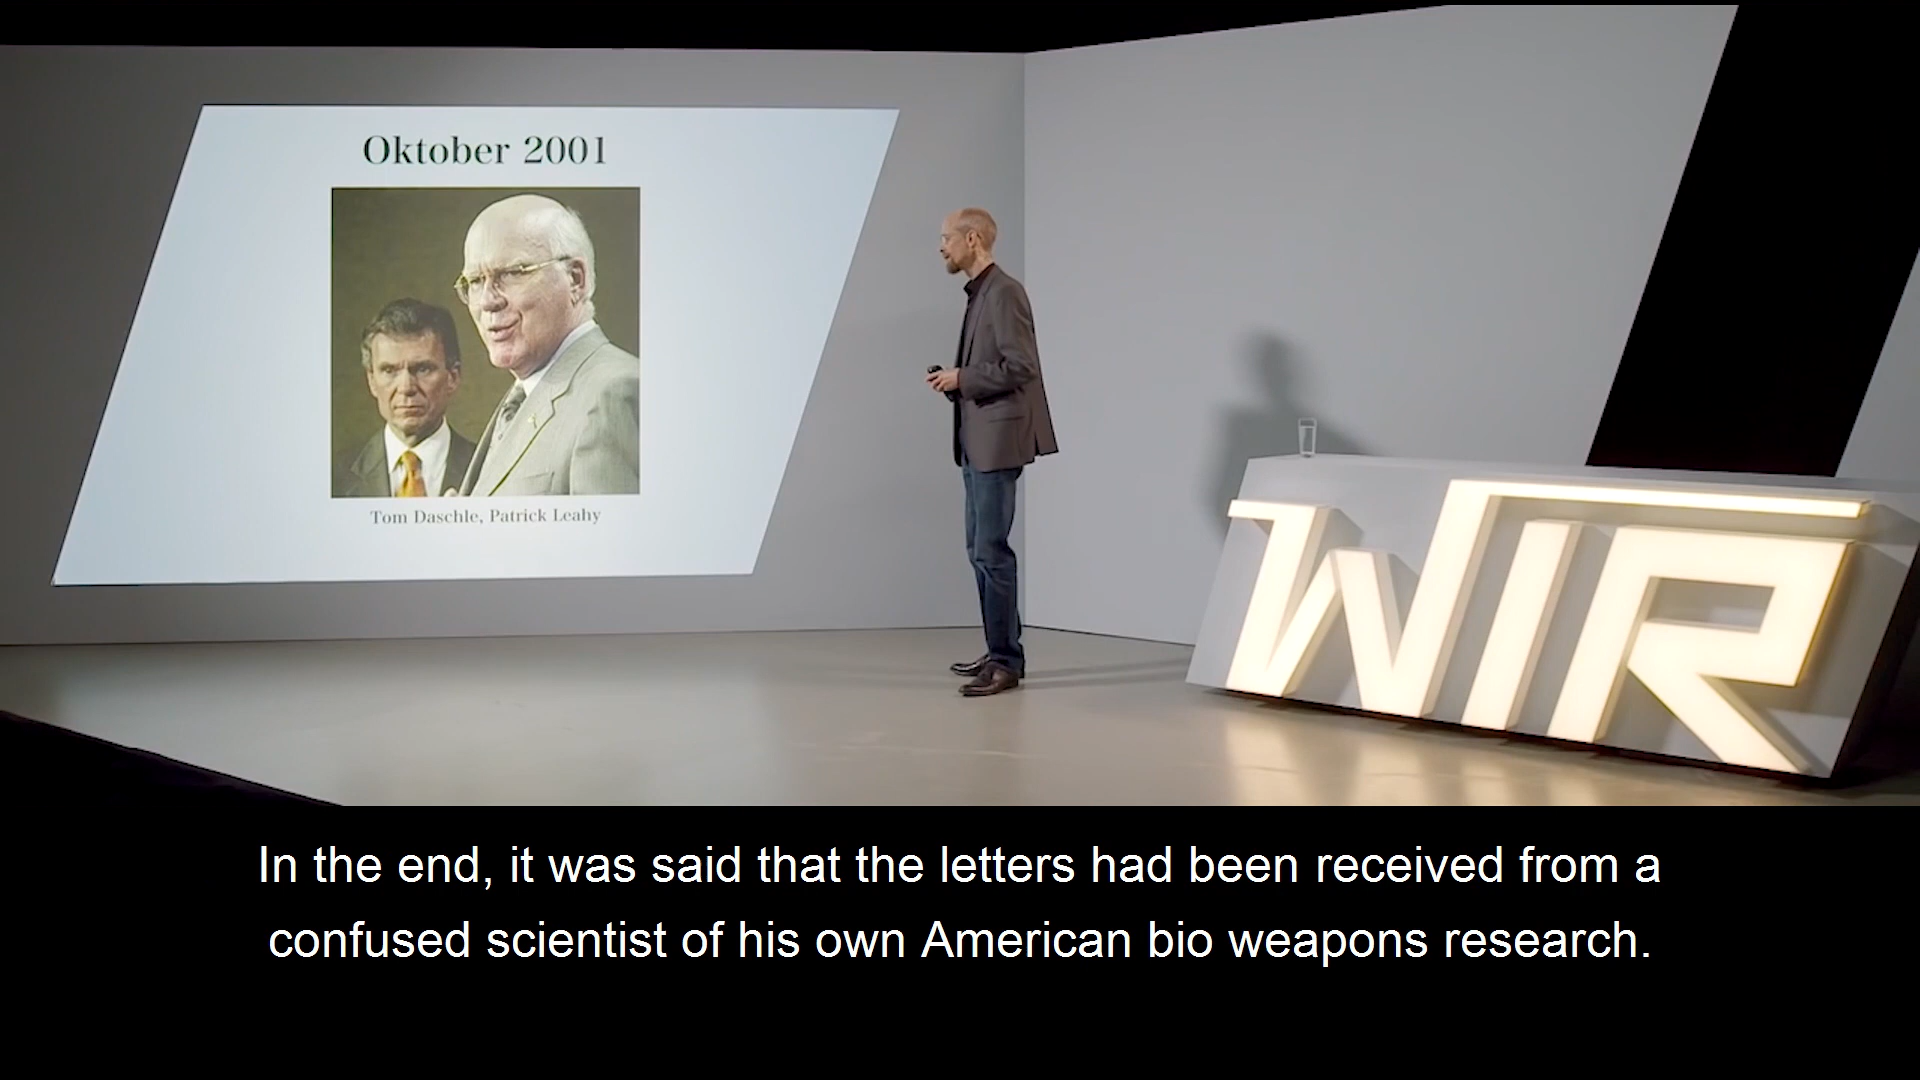 Oktober 2001
Tom Daschle, Patrick Leahy
WIR
In the end, it was said that the letters had been received from a
confused scientist of his own American bio weapons research.